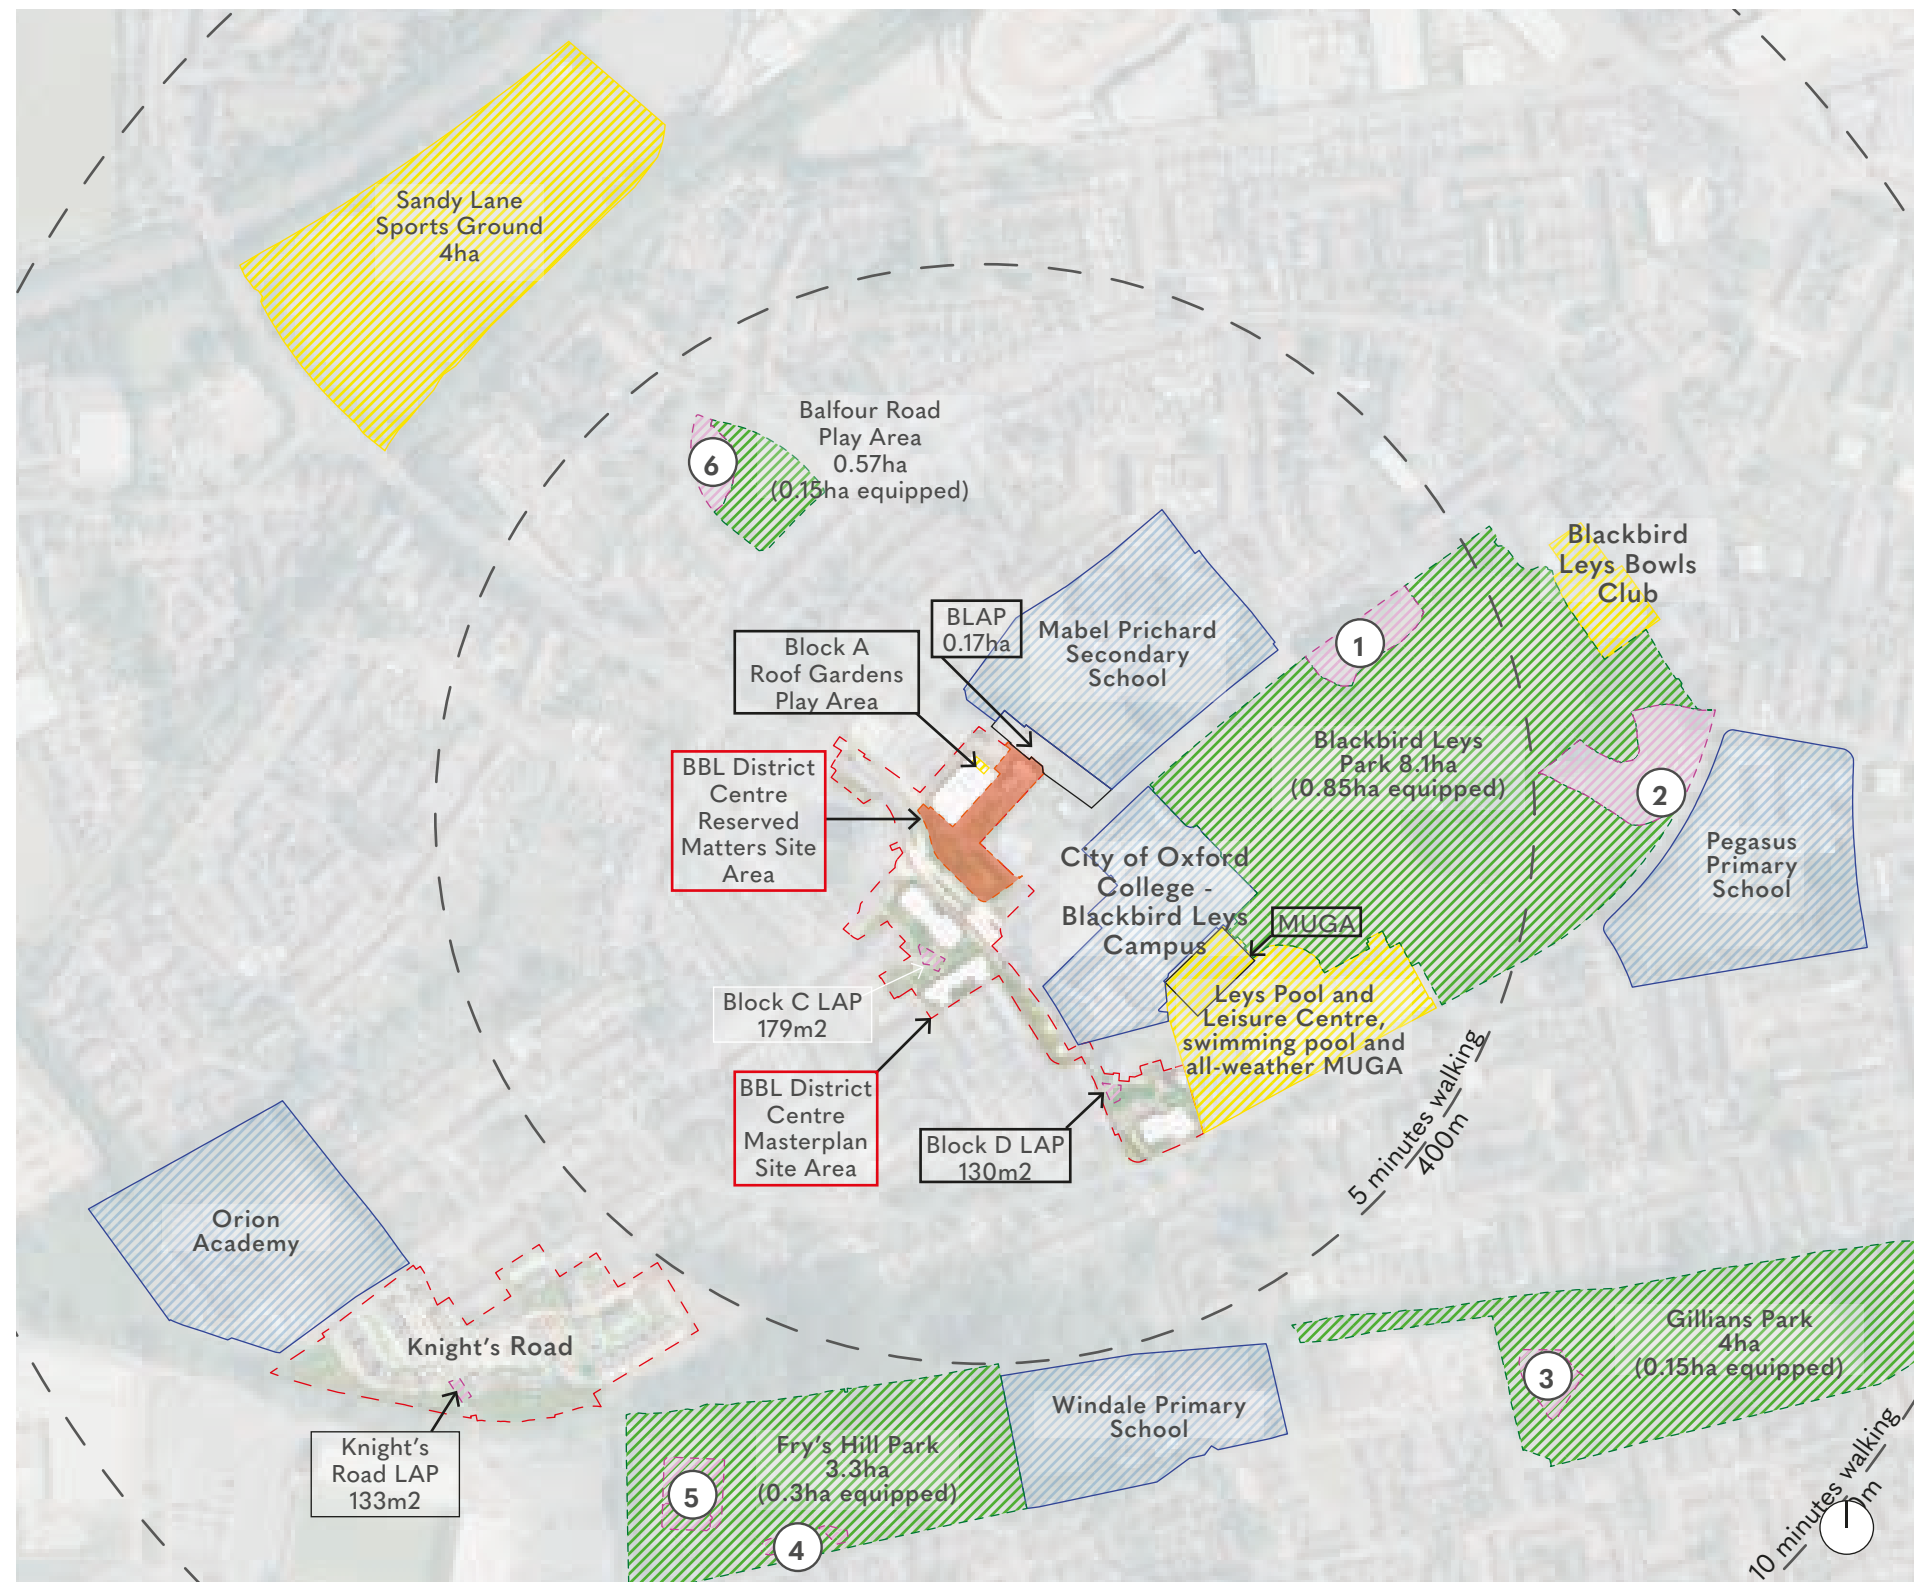 Sandy Lane
Sports Ground
4ha
Balfour Road
Play Area
0.57ha
(0.15ha equipped)
6
Blackbird
Leys Bowls
Club
BLAP
0.17ha
Mabel Prichard
Secondary
School
1
Block A
Roof Gardens
Play Area
Blackbird Leys
Park 8.1ha
(0.85ha equipped)
2
BBL District
Centre
Reserved
Matters Site
Area
Pegasus
Primary
School
City of Oxford
College -
Blackbird Leys
Campus
MUGA
Block C LAP
179m2
Leys Pool and
Leisure Centre,
swimming pool and
all-weather MUGA
BBL District
Centre
Masterplan
Site Area
Block D LAP
130m2
5 minutes walking
400m
Orion
Academy
Knight's Road
Gillians Park
4ha
(0.15ha equipped)
3
Windale Primary
School
Knight's
Road LAP
133m2
Fry's Hill Park
3.3ha
(0.3ha equipped)
5
4
10 minutes walking